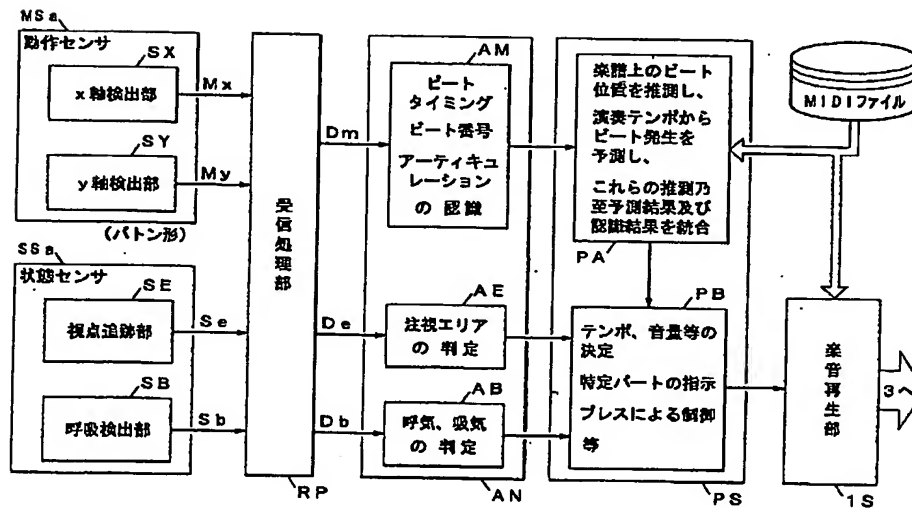 MSa
動作センサ
SX
x軸検出部
Mx
SY
y軸検出部
My
(バトン形)
SSa
状態センサ
SE
視点追跡部
Se
SB
呼吸検出部
Sb
受信処理部
RP
Dm
De
Db
AM
ビート
タイミング
ビート番号
アーティキュ
レーション
の認識
AE
注視エリア
の判定
AB
呼気、吸気
の判定
AN
楽譜上のビート
位置を推測し、
演奏テンポから
ビート発生を
予測し、
これらの推測乃
至予測結果及び
認識結果を統合
PA
PB
テンポ、音量等の
決定
特定パートの指示
ブレスによる制御
等
PS
MIDIファイル
楽音再生部
1S
3へ